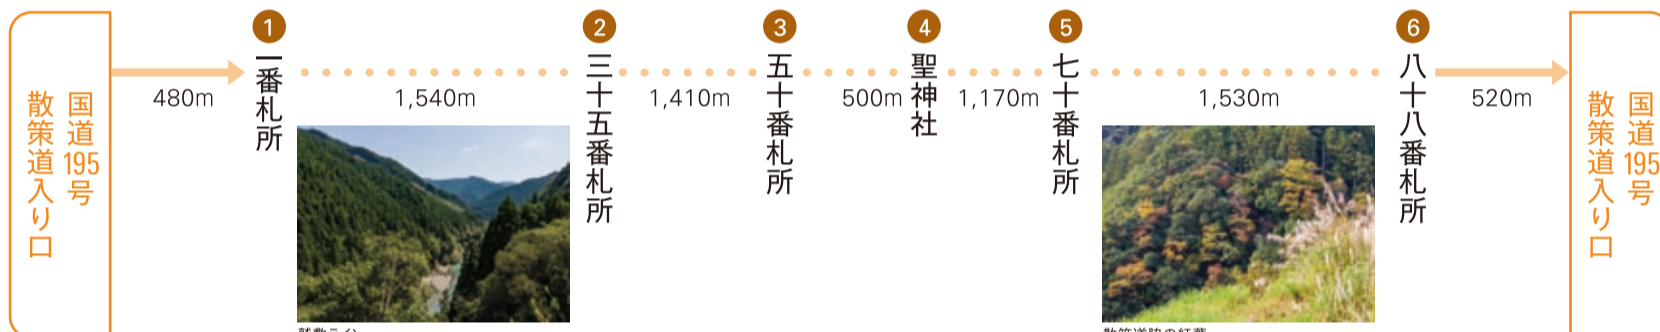 国道195号
散策道入り口
480m
1
一番札所
1,540m
2
三十五番札所
1,410m
3
五十番札所
500m
4
聖神社
1,170m
5
七十番札所
1,530m
6
八十八番札所
520m
国道195号
散策道入り口